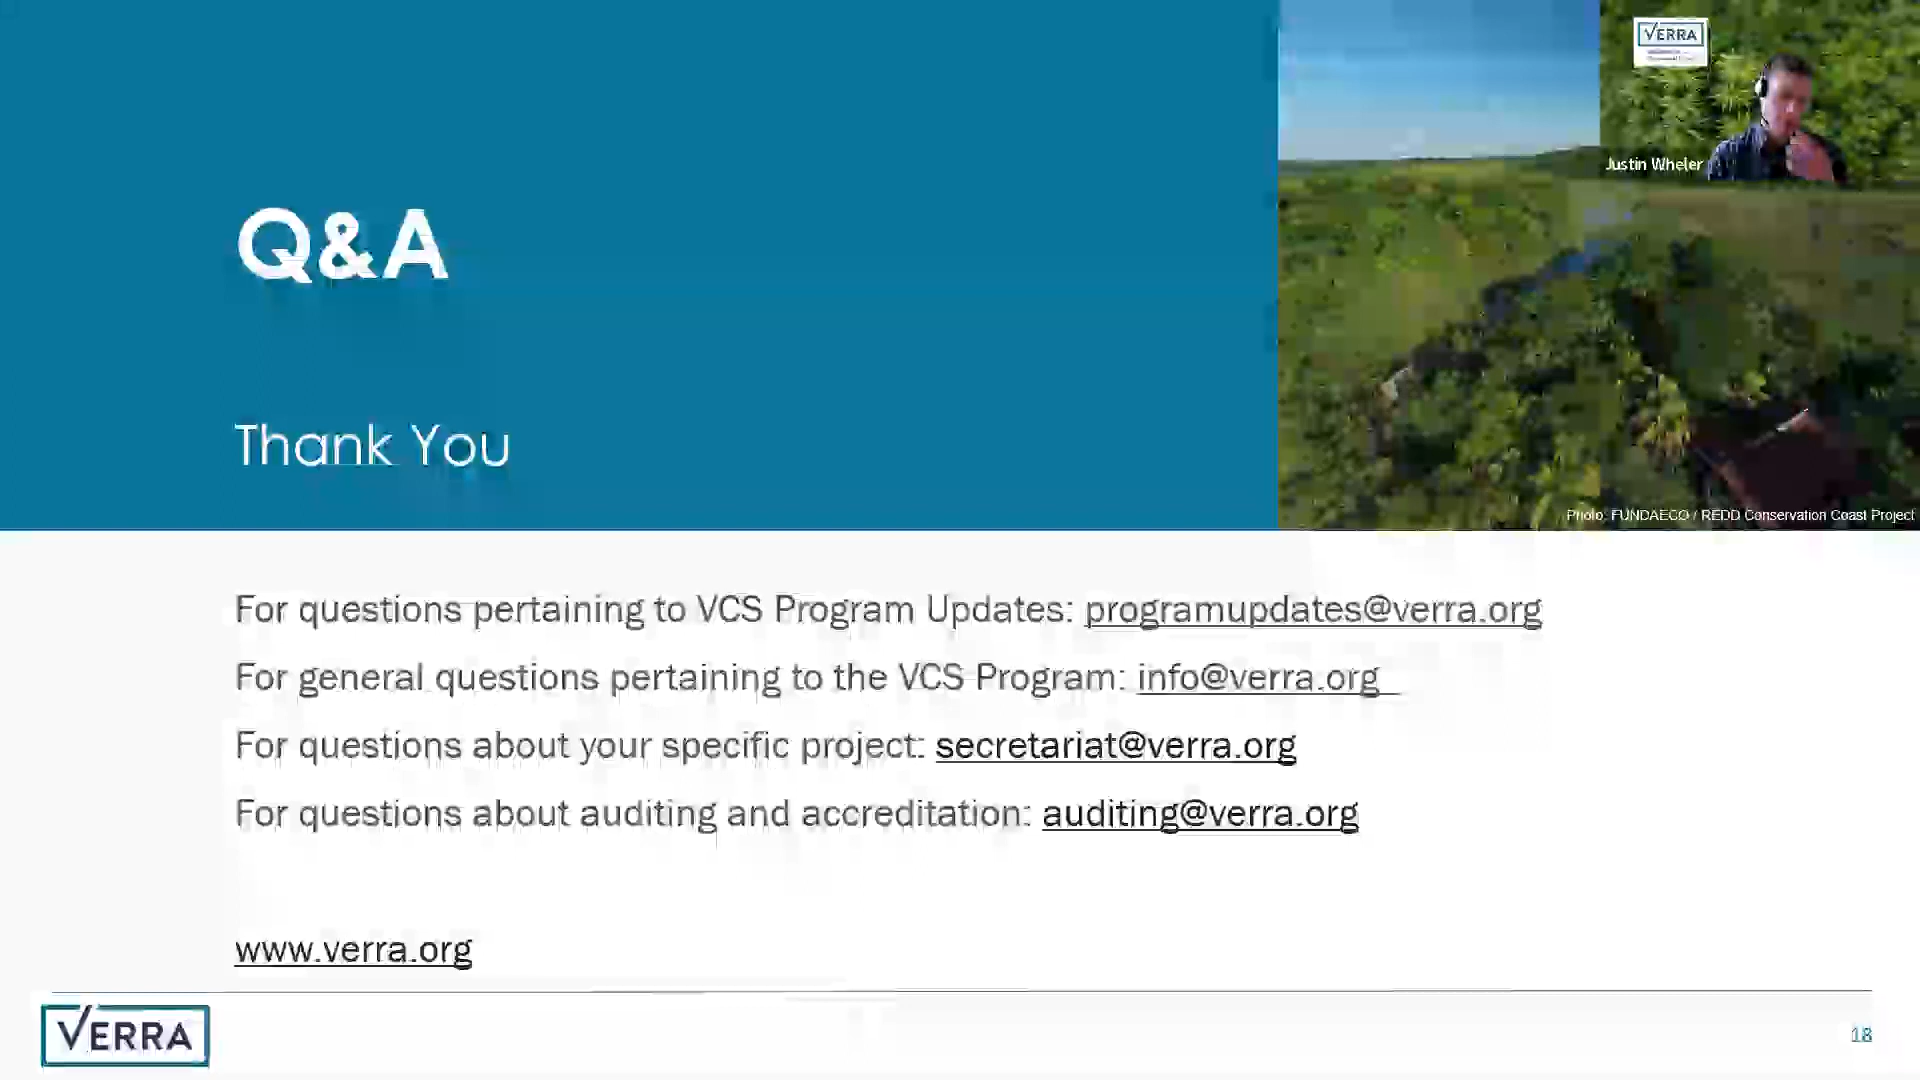 VERRA
Justin Wheler
Q&A
Thank You
Photo: FUNDAECO / REDD Conservation Coast Project
For questions pertaining to VCS Program Updates: programupdates@verra.org
For general questions pertaining to the VCS Program: info@verra.org
For questions about your specific project: secretariat@verra.org
For questions about auditing and accreditation: auditing@verra.org
www.verra.org
VERRA
18